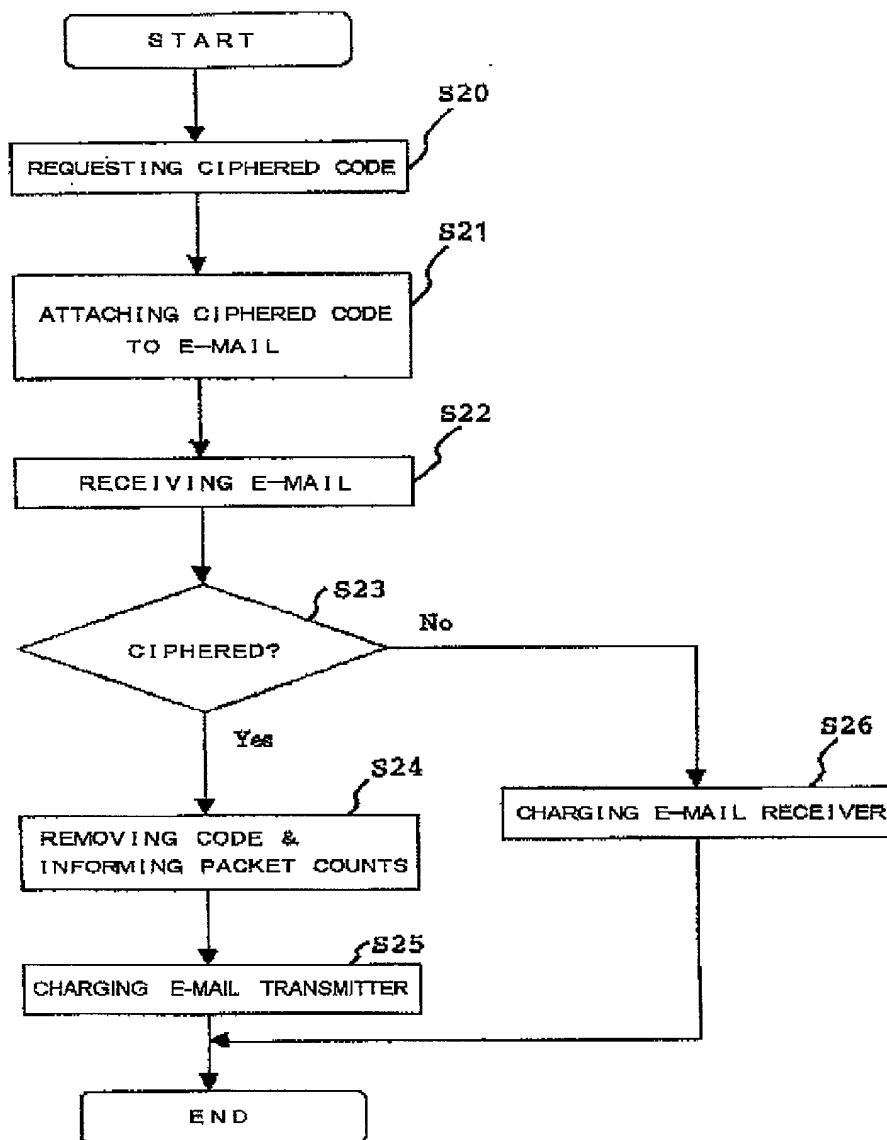 START
S20
REQUESTING CIPHERED CODE
S21
ATTACHING CIPHERED CODE
TO E-MAIL
S22
RECEIVING E-MAIL
S23
CIPHERED?
No
Yes
S24
REMOVING CODE &
INFORMING PACKET COUNTS
S26
CHARGING E-MAIL RECEIVER
S25
CHARGING E-MAIL TRANSMITTER
END